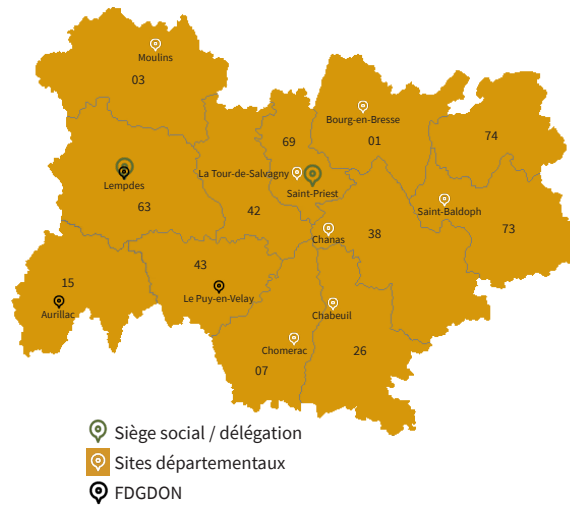 Moulins
03
Bourg-en-Bresse
01
69
74
La Tour-de-Salvagny
Saint-Priest
Lempdes
63
42
Saint-Baldoph
73
Chanas
38
43
15
Le Puy-en-Velay
Aurillac
Chabeuil
Chomerac
26
07
Siège social / délégation
Sites départementaux
FDGDON